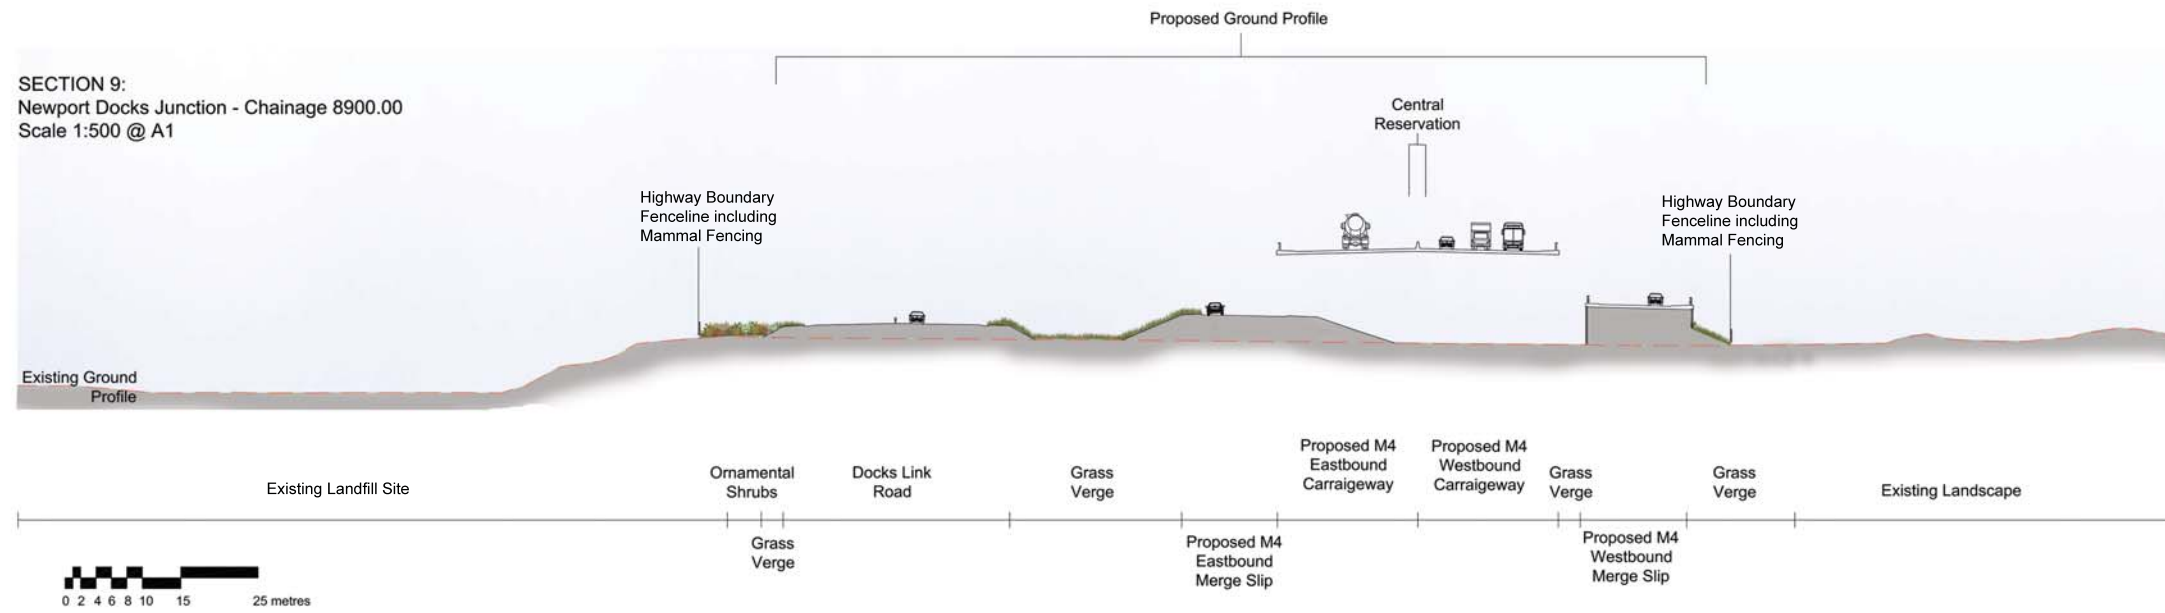 Proposed Ground Profile
SECTION 9:
Newport Docks Junction - Chainage 8900.00
Scale 1:500 @ A1
Central
Reservation
Highway Boundary
Fenceline including
Mammal Fencing
Highway Boundary
Fenceline including
Mammal Fencing
Existing Ground
Profile
Existing Landfill Site
Ornamental
Shrubs
Grass
Verge
Docks Link
Road
Grass
Verge
Proposed M4
Eastbound
Merge Slip
Proposed M4
Eastbound
Carraigeway
Proposed M4
Westbound
Carraigeway
Grass
Verge
Proposed M4
Westbound
Merge Slip
Grass
Verge
Existing Landscape
0 2 4 6 8 10 15 25 metres